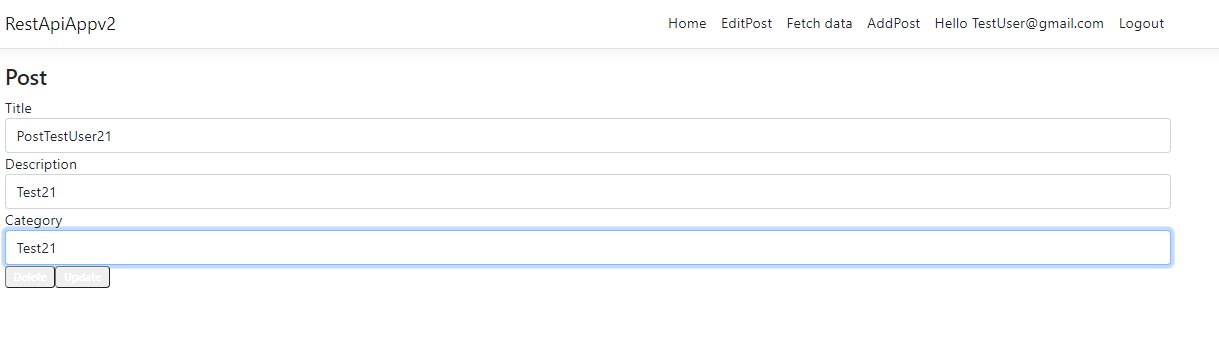 RestApiAppv2 Home EditPost Fetch data AddPost Hello TestUser@gmail.com Logout
Post
Title
PostTestUser21
Description
Test21
Category
Test21
Delete Update